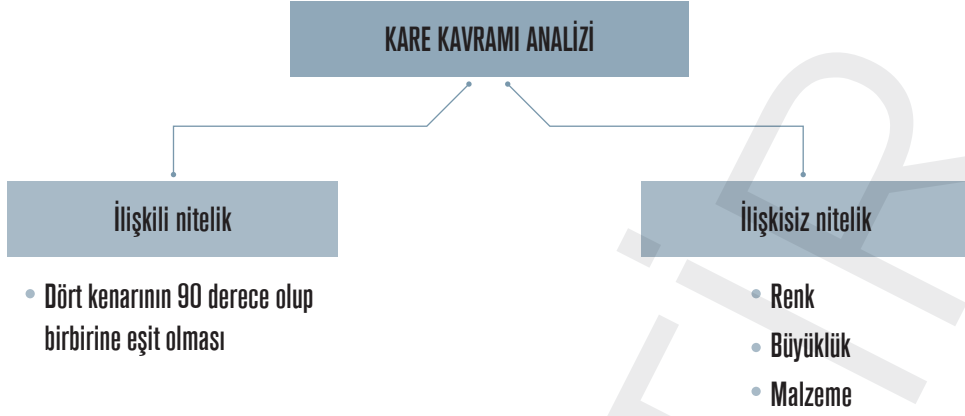 KARE KAVRAMI ANALİZİ
İlişkili nitelik
İlişkisiz nitelik
• Dört kenarının 90 derece olup
birbirine eşit olması
• Renk
• Büyüklük
• Malzeme